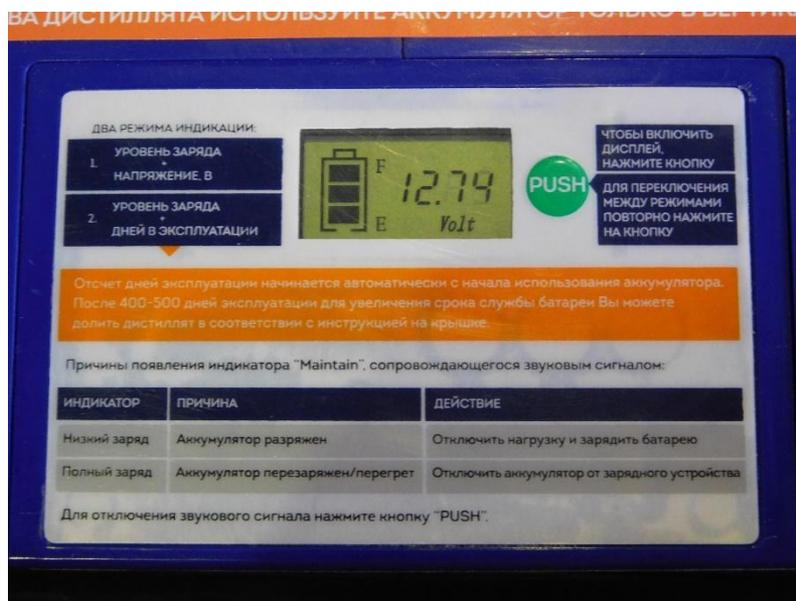 ВА ДИСТИЛЛЯТА ИСПОЛЬЗУЙТЕ АККУМУЛЯТОР ТОЛЬКО В
ДВА РЕЖИМА ИНДИКАЦИИ:
1. УРОВЕНЬ ЗАРЯДА
+
НАПРЯЖЕНИЕ, В
2. УРОВЕНЬ ЗАРЯДА
+
ДНЕЙ В ЭКСПЛУАТАЦИИ
F
12.79
E Volt
PUSH
ЧТОБЫ ВКЛЮЧИТЬ
ДИСПЛЕЙ,
НАЖМИТЕ КНОПКУ
ДЛЯ ПЕРЕКЛЮЧЕНИЯ
МЕЖДУ РЕЖИМАМИ
ПОВТОРНО НАЖМИТЕ
НА КНОПКУ
Отсчет дней эксплуатации начинается автоматически с начала использования аккумулятора.
После 400-500 дней эксплуатации для увеличения срока службы батареи Вы можете
долить дистиллят в соответствии с инструкцией на крышке.
Причины появления индикатора "Maintain", сопровождающегося звуковым сигналом:
ИНДИКАТОР ПРИЧИНА ДЕЙСТВИЕ
Низкий заряд Аккумулятор разряжен Отключить нагрузку и зарядить батарею
Полный заряд Аккумулятор перезаряжен/перегрет Отключить аккумулятор от зарядного устройства
Для отключения звукового сигнала нажмите кнопку "PUSH".